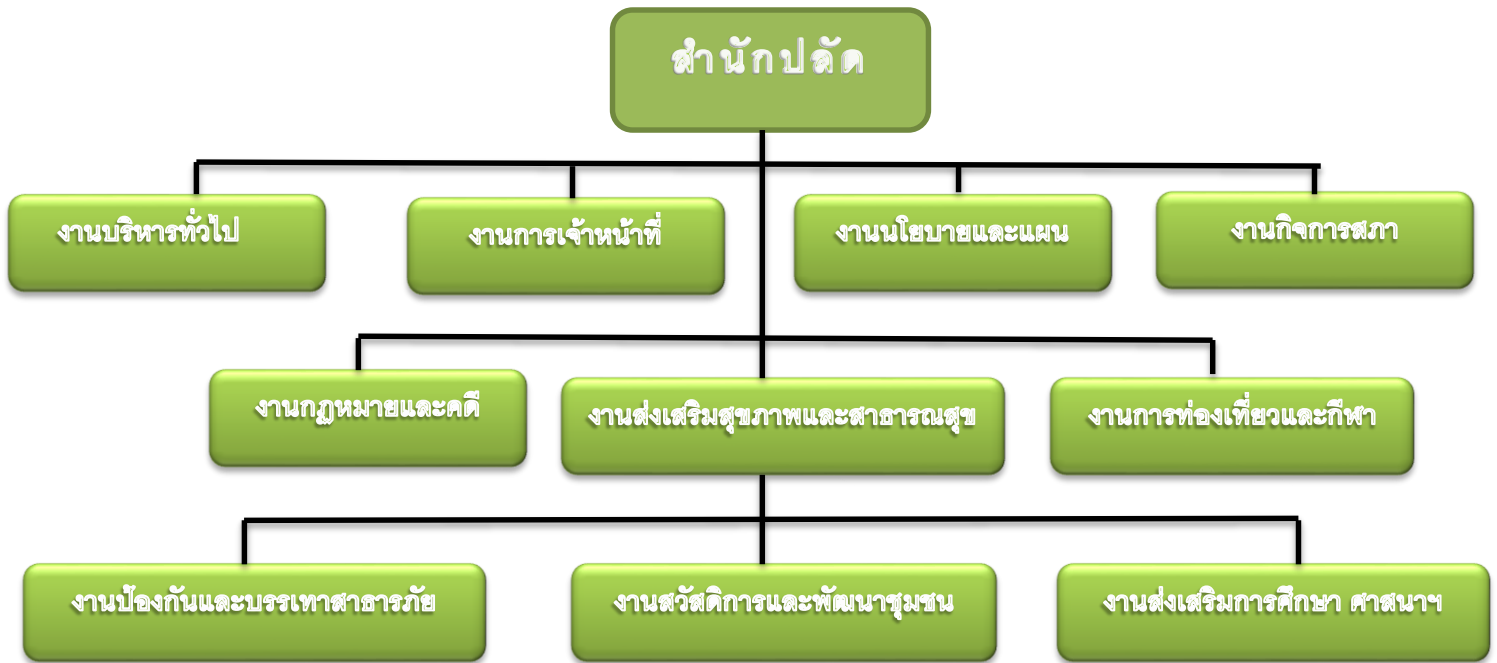 สำนักปลัด
งานบริหารทั่วไป
งานการเจ้าหน้าที่
งานนโยบายและแผน
งานกิจการสภา
งานกฎหมายและคดี
งานส่งเสริมสุขภาพและสาธารณสุข
งานการท่องเที่ยวและกีฬา
งานป้องกันและบรรเทาสาธารภัย
งานสวัสดิการและพัฒนาชุมชน
งานส่งเสริมการศึกษา ศาสนาฯ